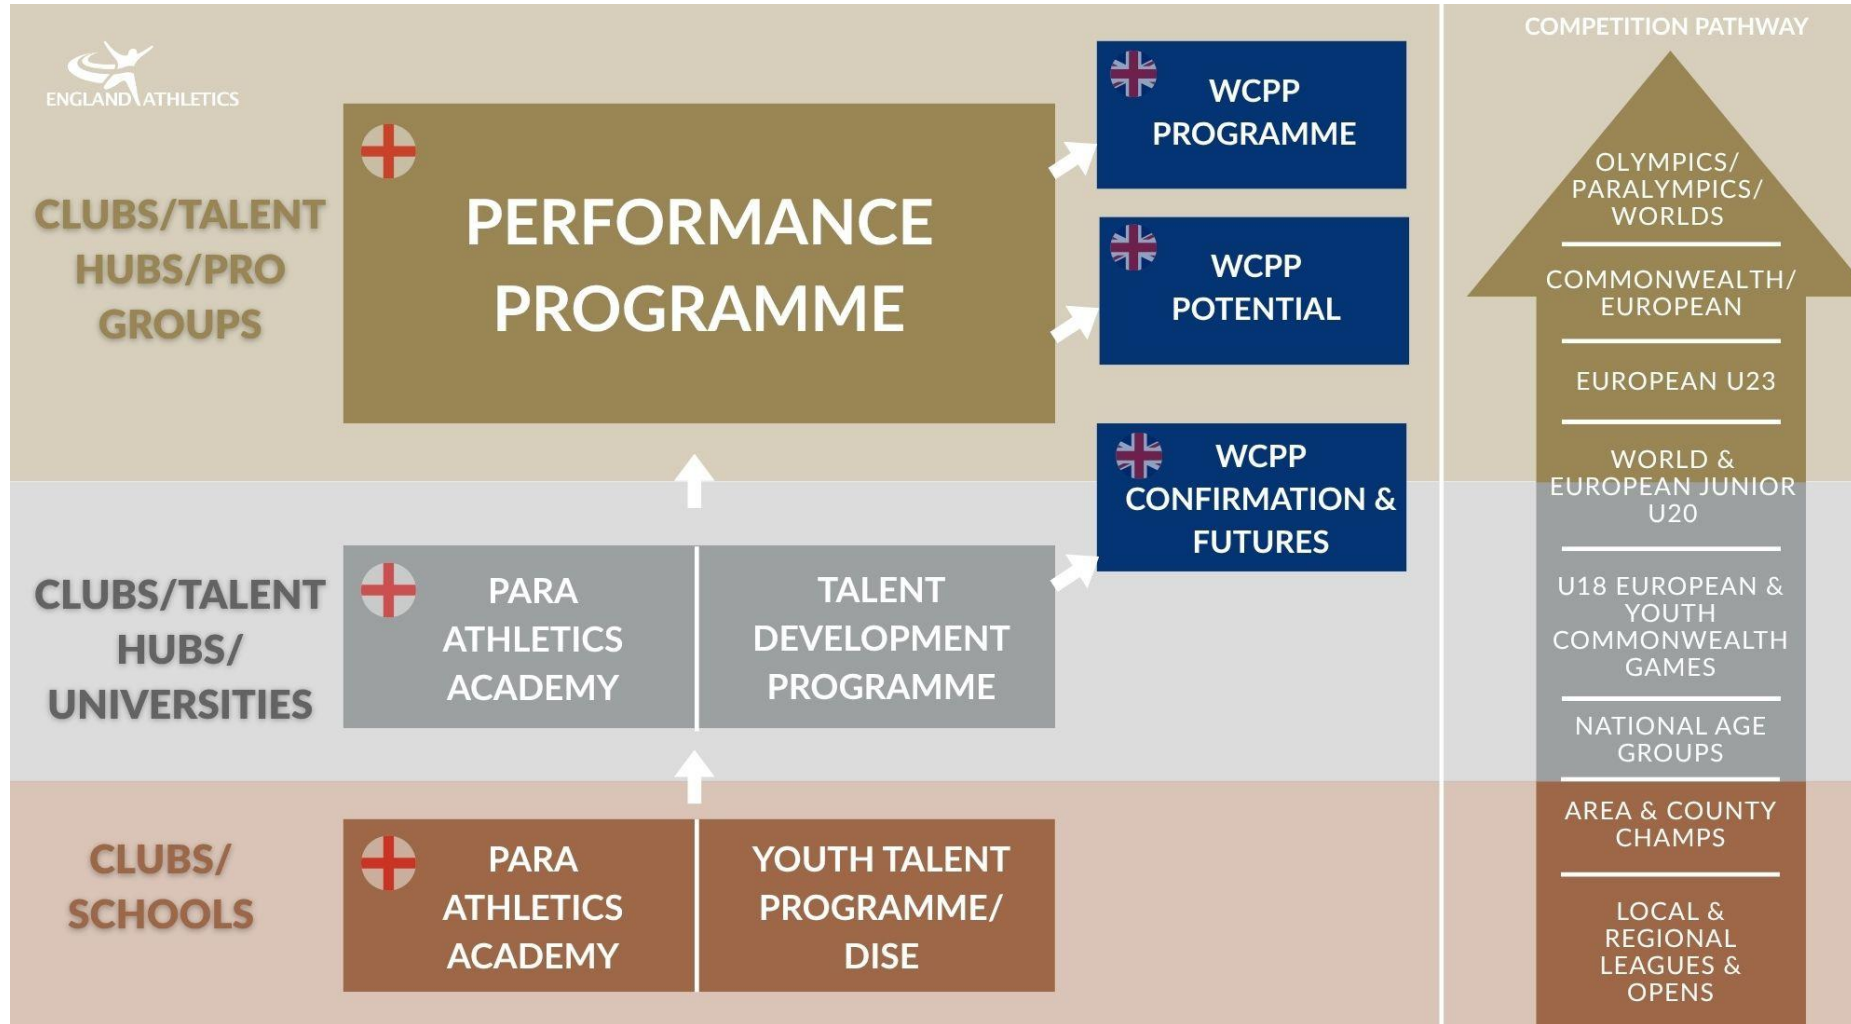 ENGLAND ATHLETICS
CLUBS/TALENT
HUBS/PRO
GROUPS
PERFORMANCE
PROGRAMME
WCPP
PROGRAMME
WCPP
POTENTIAL
WCPP
CONFIRMATION &
FUTURES
CLUBS/TALENT
HUBS/
UNIVERSITIES
PARA
ATHLETICS
ACADEMY
TALENT
DEVELOPMENT
PROGRAMME
CLUBS/
SCHOOLS
PARA
ATHLETICS
ACADEMY
YOUTH TALENT
PROGRAMME/
DISE
COMPETITION PATHWAY
OLYMPICS/
PARALYMPICS/
WORLDS
COMMONWEALTH/
EUROPEAN
EUROPEAN U23
WORLD &
EUROPEAN JUNIOR
U20
U18 EUROPEAN &
YOUTH
COMMONWEALTH
GAMES
NATIONAL AGE
GROUPS
AREA & COUNTY
CHAMPS
LOCAL &
REGIONAL
LEAGUES &
OPENS